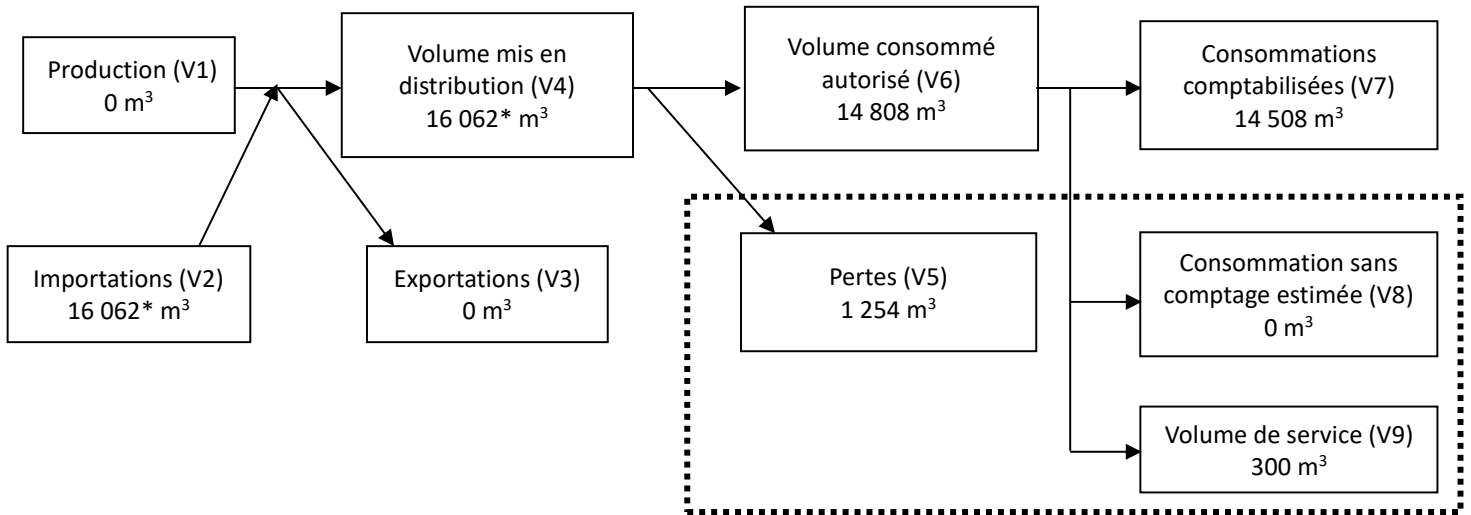 Production (V1)
0 m³
Volume mis en
distribution (V4)
16 062* m³
Volume consommé
autorisé (V6)
14 808 m³
Consommations
comptabilisées (V7)
14 508 m³
Importations (V2)
16 062* m³
Exportations (V3)
0 m³
Pertes (V5)
1 254 m³
Consommation sans
comptage estimée (V8)
0 m³
Volume de service (V9)
300 m³